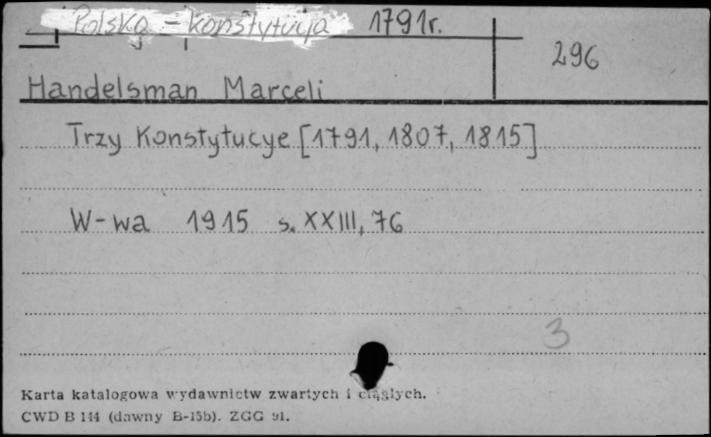 Polska - Konstytucja 1791r.
296
Handelsman Marceli
Trzy Konstytucye [1791, 1807, 1815]
W-wa 1915 s. XXIII, 76
3
Karta katalogowa wydawnictw zwartych i ciągłych.
CWD B 144 (dawny B-15b). ZGG 91.